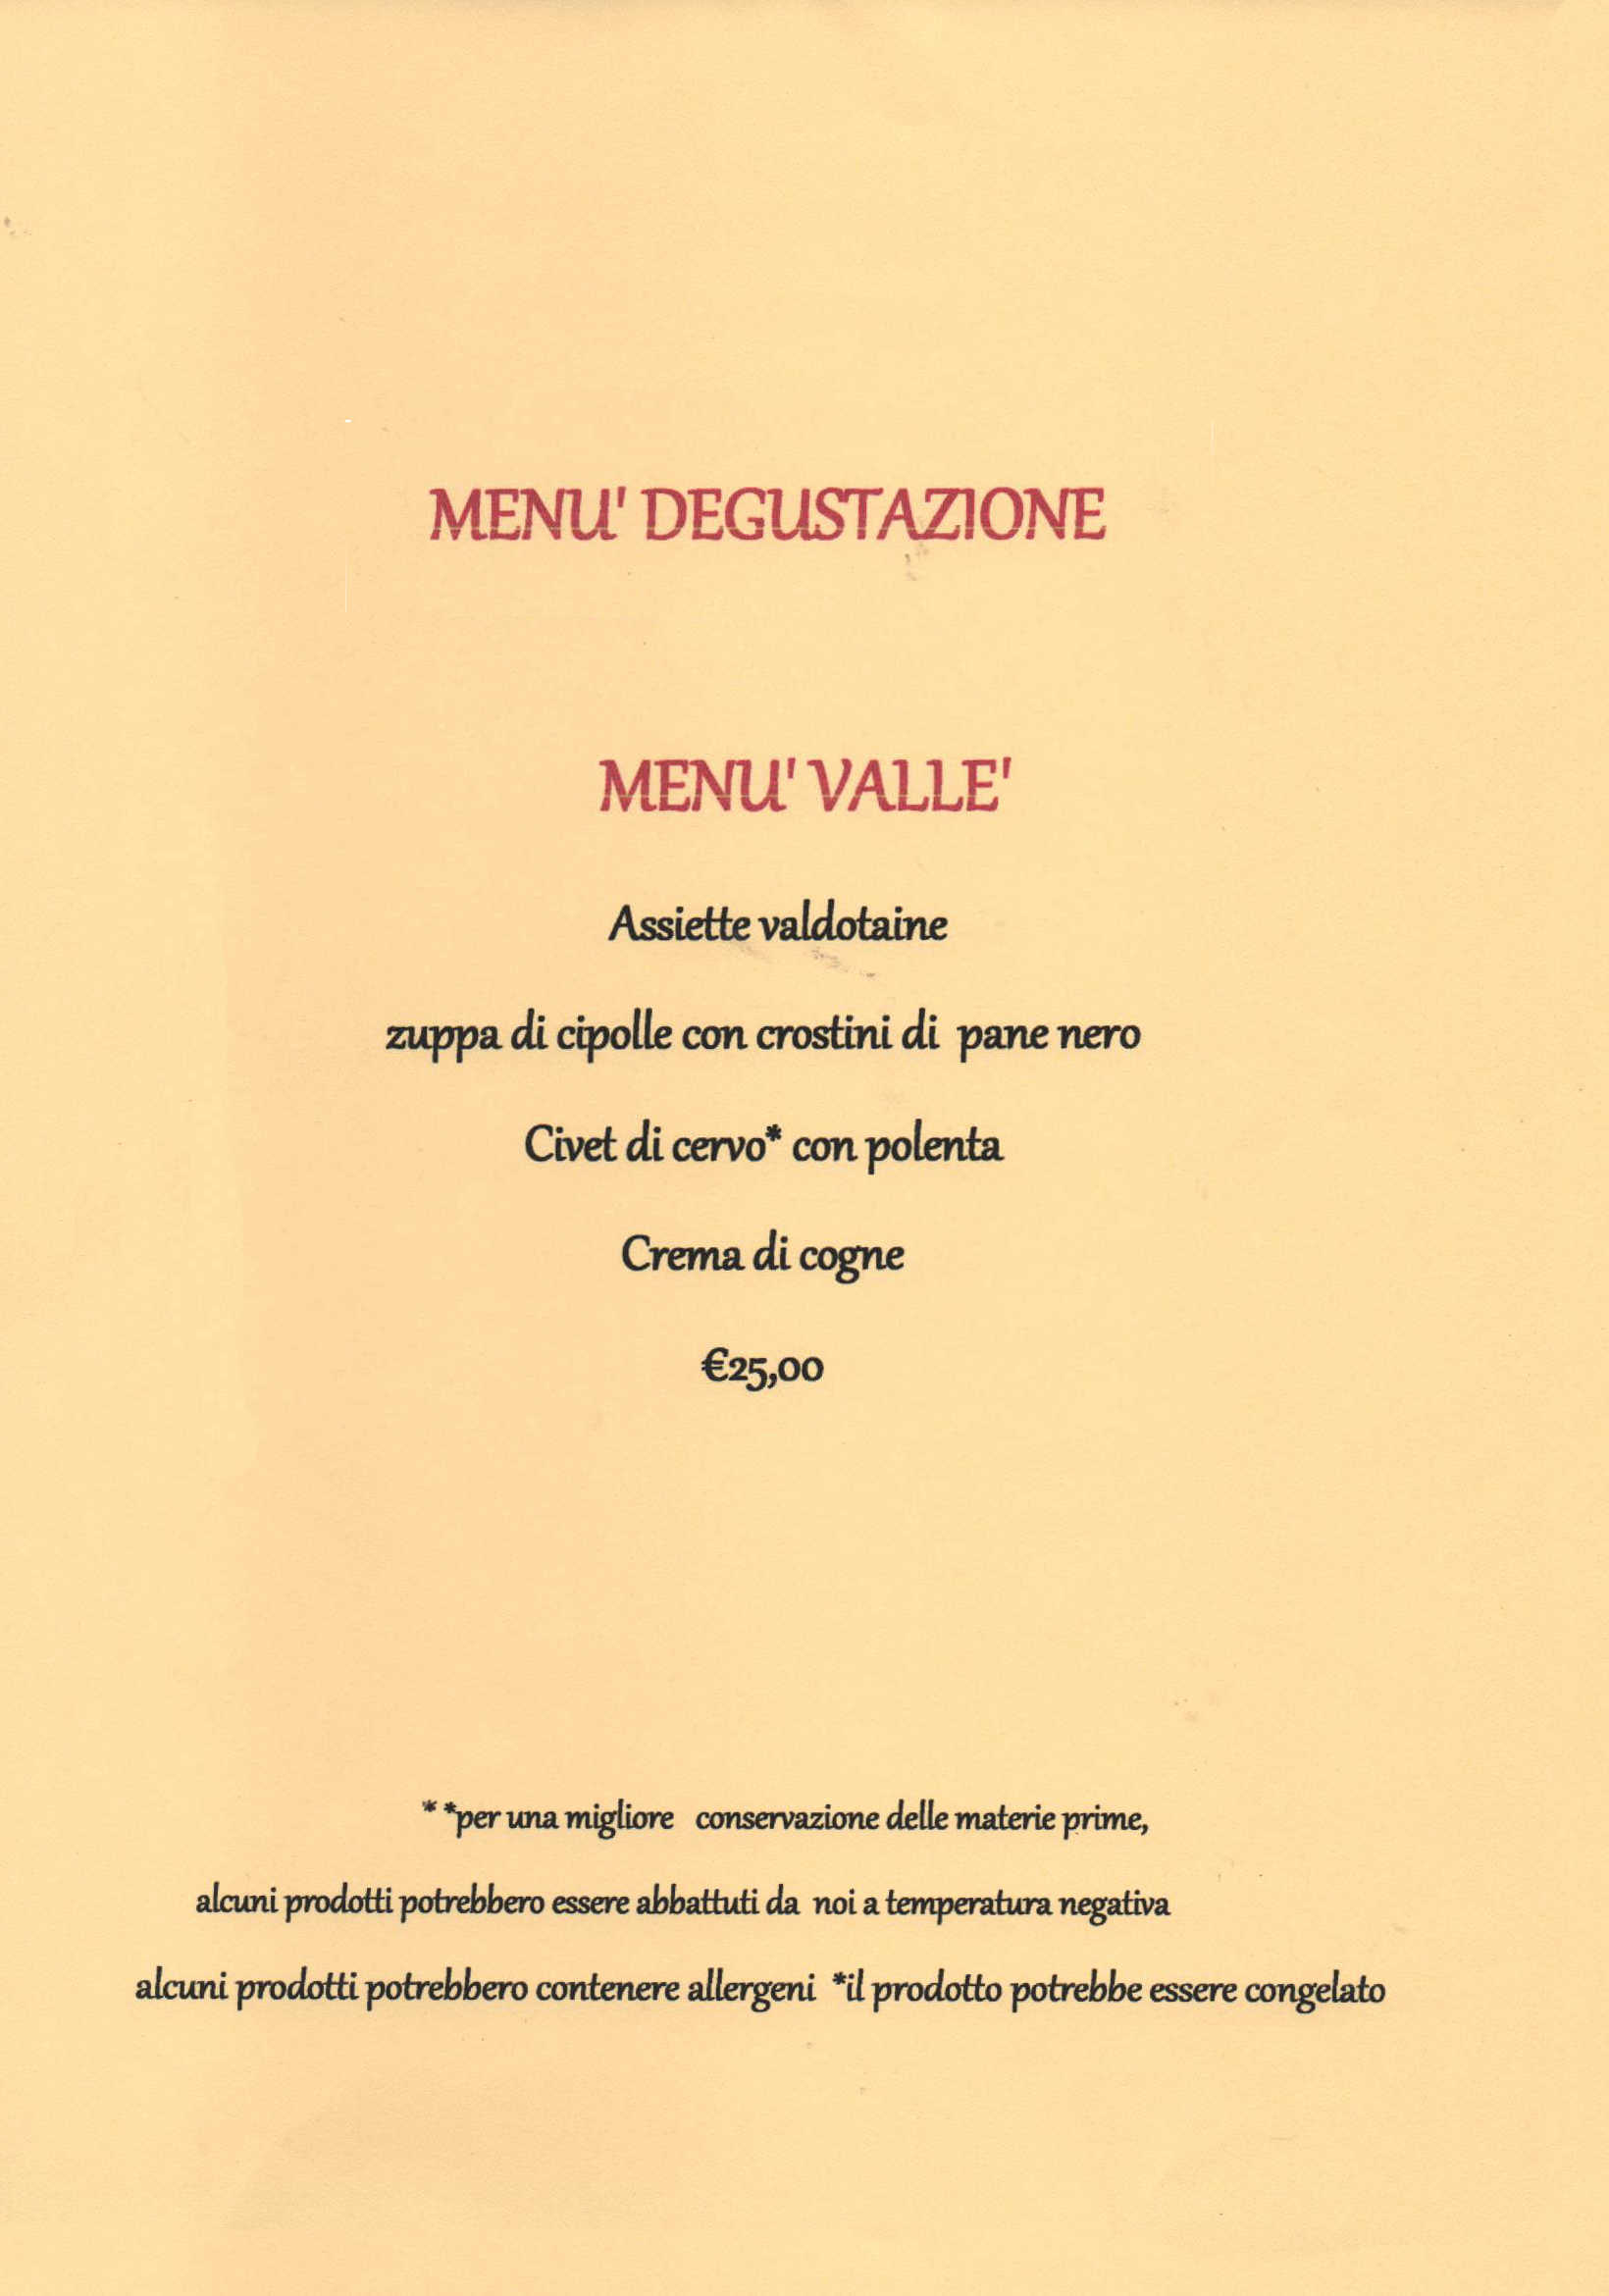 MENU' DEGUSTAZIONE
MENU' VALLE'
Assiette valdotaine
zuppa di cipolle con crostini di pane nero
Civet di cervo* con polenta
Crema di cogne
€25,00
* *per una migliore conservazione delle materie prime,
alcuni prodotti potrebbero essere abbattuti da noi a temperatura negativa
alcuni prodotti potrebbero contenere allergeni *il prodotto potrebbe essere congelato